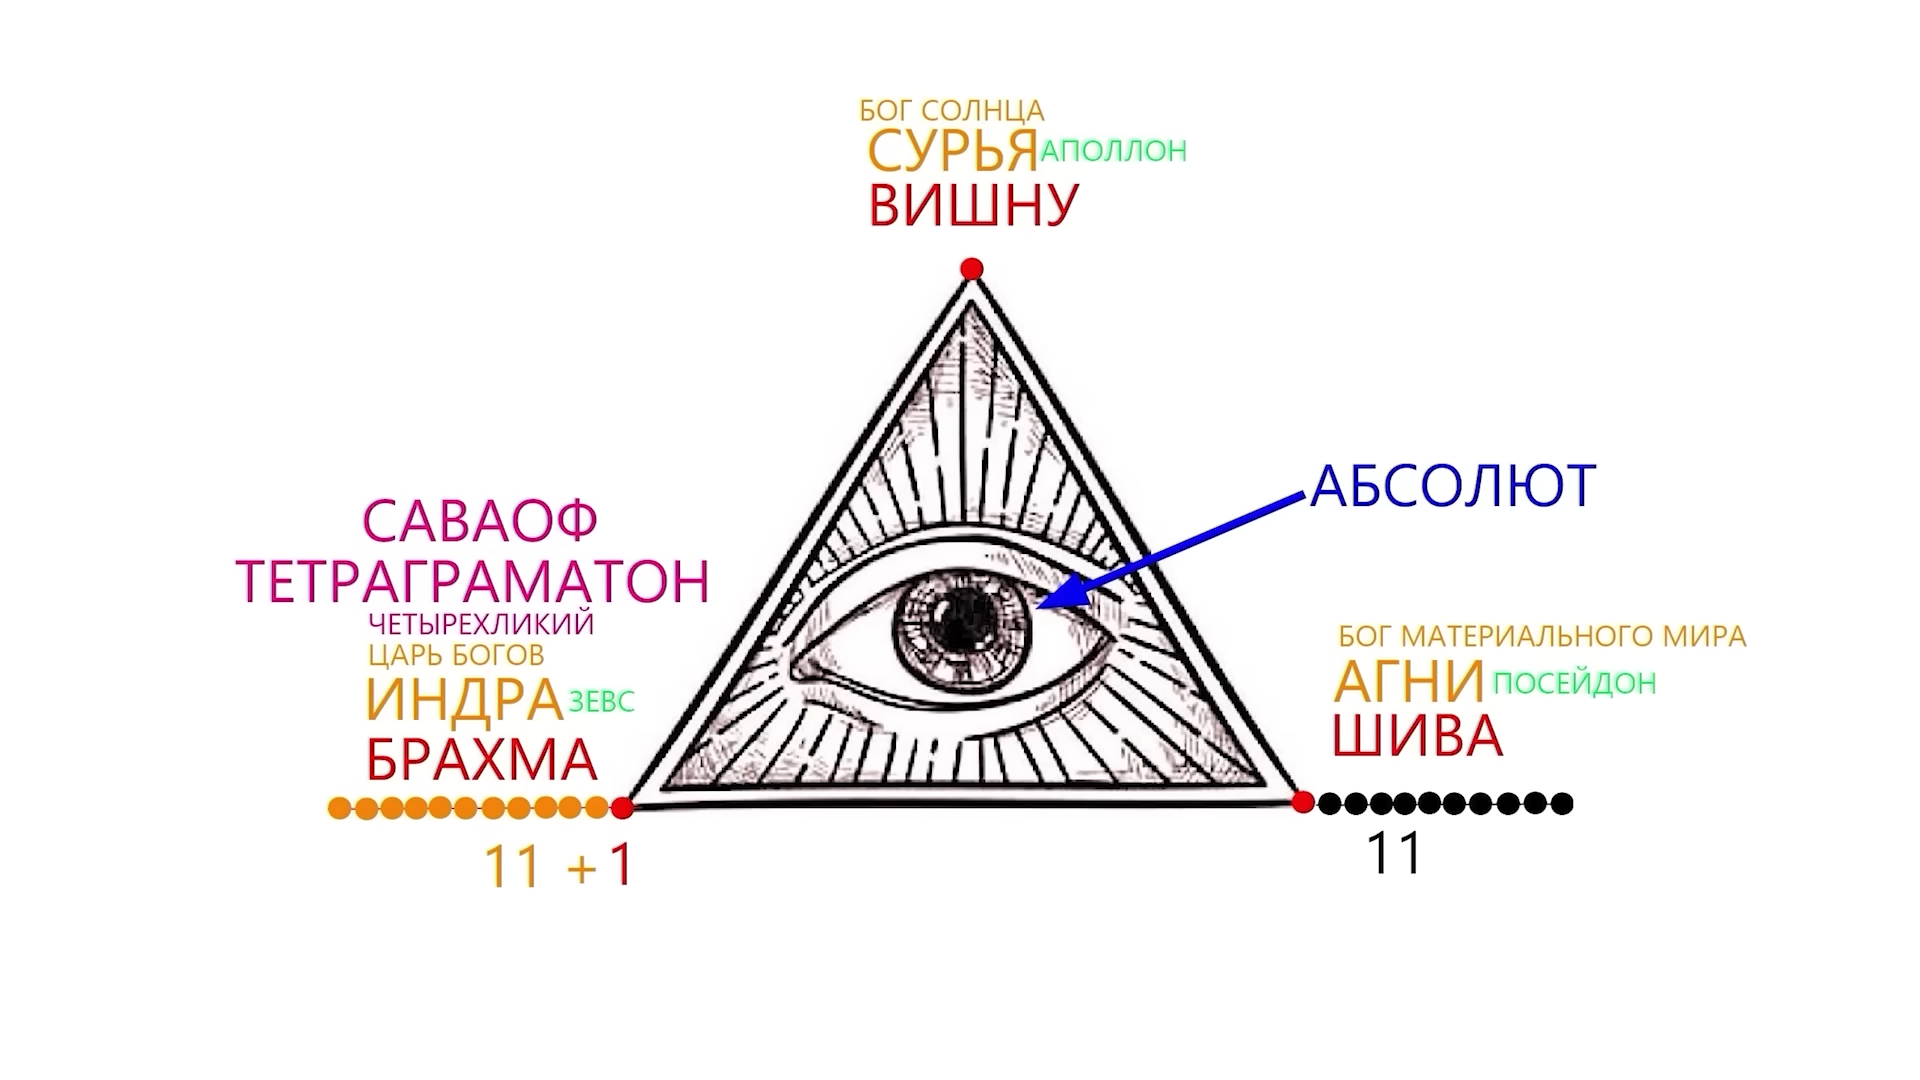 БОГ СОЛНЦА
СУРЬЯ АПОЛЛОН
ВИШНУ
АБСОЛЮТ
САВАОФ
ТЕТРАГРАМАТОН
ЧЕТЫРЕХЛИКИЙ
ЦАРЬ БОГОВ
ИНДРА ЗЕВС
БРАХМА
11 + 1
БОГ МАТЕРИАЛЬНОГО МИРА
АГНИ ПОСЕЙДОН
ШИВА
11